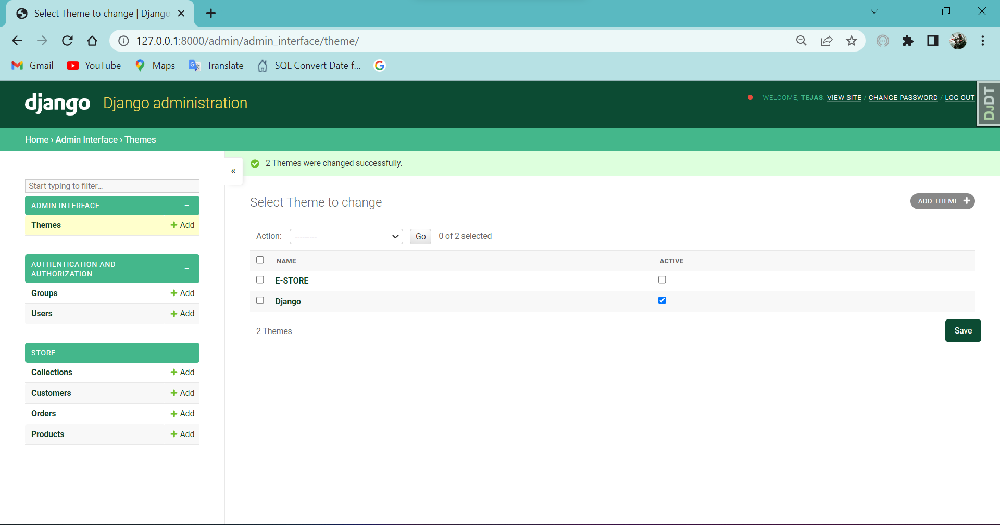 Select Theme to change | Django
127.0.0.1:8000/admin/admin_interface/theme/
Gmail YouTube Maps Translate SQL Convert Date f...
django Django administration
- WELCOME, TEJAS. VIEW SITE / CHANGE PASSWORD / LOG OUT
DJDT
Home › Admin Interface › Themes
«
2 Themes were changed successfully.
Start typing to filter...
ADMIN INTERFACE –
Themes + Add
AUTHENTICATION AND
AUTHORIZATION –
Groups + Add
Users + Add
STORE –
Collections + Add
Customers + Add
Orders + Add
Products + Add
Select Theme to change
ADD THEME +
Action: --------- Go 0 of 2 selected
NAME ACTIVE
E-STORE
Django
2 Themes
Save